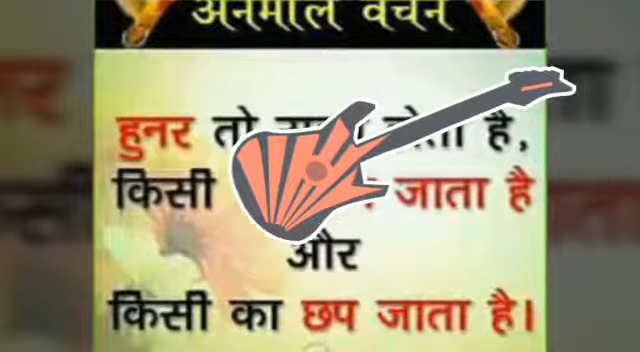 अनमोल वचन
हुनर तो होता है,
किसी जाता है
और
किसी का छप जाता है।